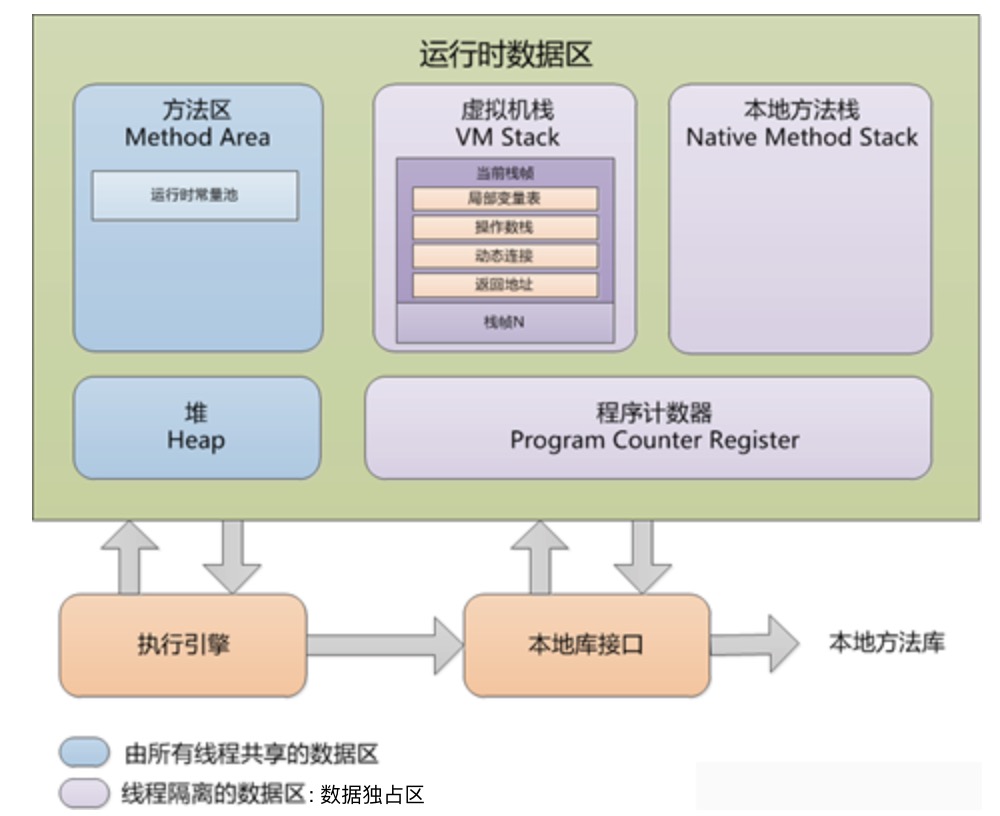 运行时数据区
方法区
Method Area
运行时常量池
虚拟机栈
VM Stack
当前栈帧
局部变量表
操作数栈
动态连接
返回地址
栈帧N
本地方法栈
Native Method Stack
堆
Heap
程序计数器
Program Counter Register
执行引擎
本地库接口
本地方法库
由所有线程共享的数据区
线程隔离的数据区: 数据独占区